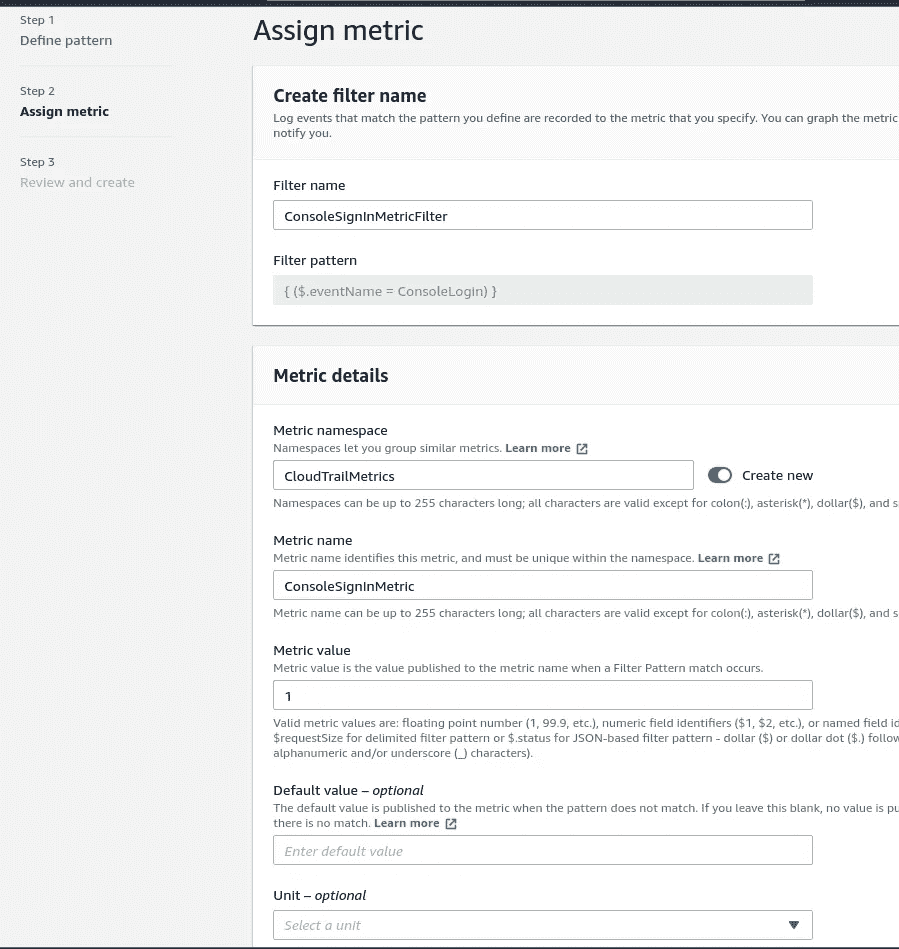 Step 1
Define pattern
Step 2
Assign metric
Step 3
Review and create
Assign metric
Create filter name
Log events that match the pattern you define are recorded to the metric that you specify. You can graph the metric
notify you.
Filter name
ConsoleSignInMetricFilter
Filter pattern
{ ($.eventName = ConsoleLogin) }
Metric details
Metric namespace
Namespaces let you group similar metrics. Learn more
CloudTrailMetrics
Create new
Namespaces can be up to 255 characters long; all characters are valid except for colon(:), asterisk(*), dollar($), and
Metric name
Metric name identifies this metric, and must be unique within the namespace. Learn more
ConsoleSignInMetric
Metric name can be up to 255 characters long; all characters are valid except for colon(:), asterisk(*), dollar($), and
Metric value
Metric value is the value published to the metric name when a Filter Pattern match occurs.
1
Valid metric values are: floating point number (1, 99.9, etc.), numeric field identifiers ($1, $2, etc.), or named field
$requestSize for delimited filter pattern or $.status for JSON-based filter pattern - dollar ($) or dollar dot ($.)
alphanumeric and/or underscore (_) characters).
Default value – optional
The default value is published to the metric when the pattern does not match. If you leave this blank, no value is
there is no match. Learn more
Enter default value
Unit – optional
Select a unit